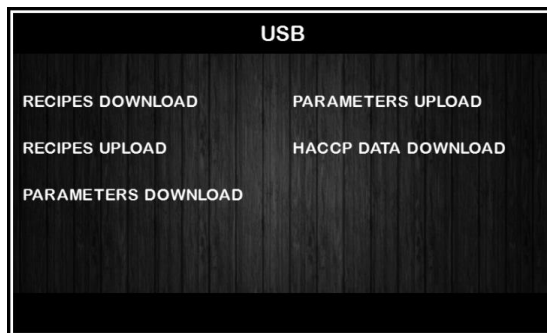 USB
RECIPES DOWNLOAD
RECIPES UPLOAD
PARAMETERS DOWNLOAD
PARAMETERS UPLOAD
HACCP DATA DOWNLOAD